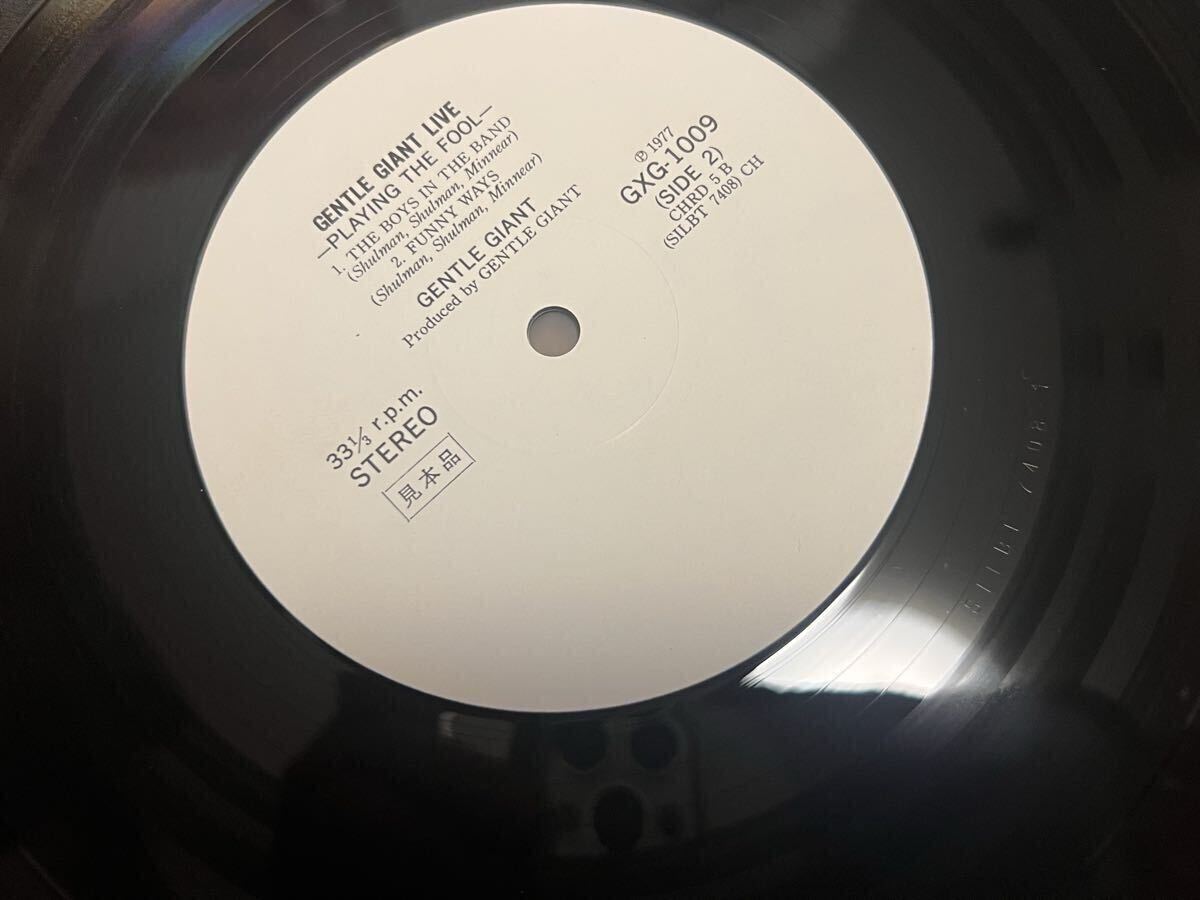 GENTLE GIANT LIVE
—PLAYING THE FOOL—
1. THE BOYS IN THE BAND
(Shulman, Shulman, Minnear)
2. FUNNY WAYS
(Shulman, Shulman, Minnear)
GENTLE GIANT
Produced by GENTLE GIANT
℗ 1977
GXG-1009
(SIDE 2)
CHRD 5 B
(SILBT 7408) CH
33⅓ r.p.m.
STEREO
見本品